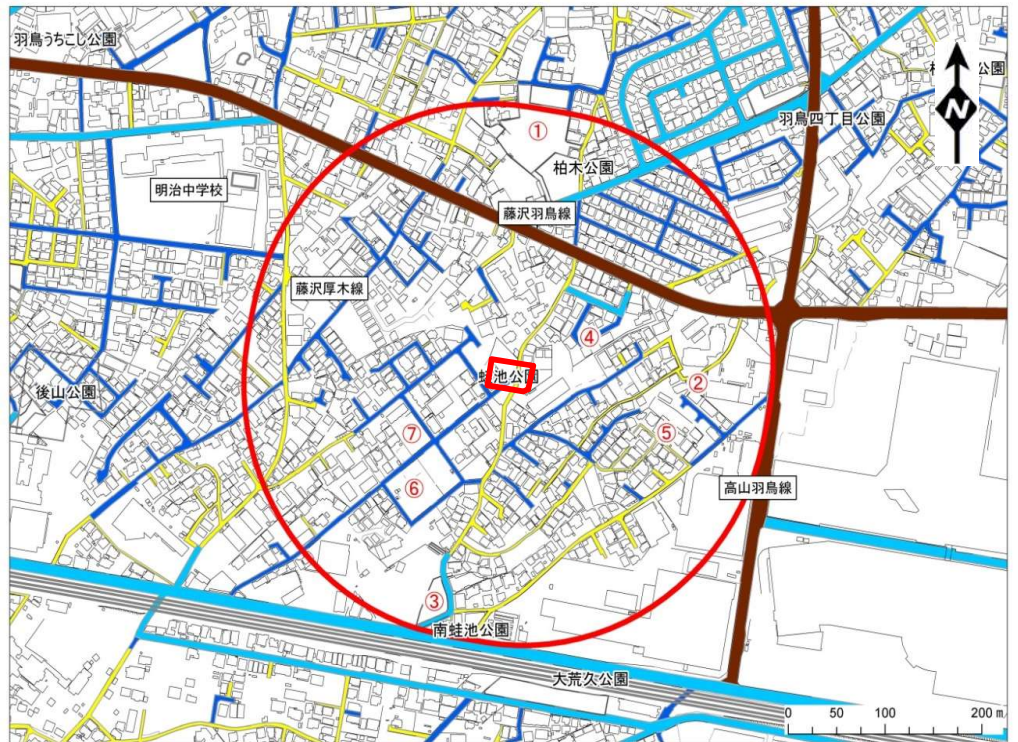 羽鳥うちこし公園
公園
N
①
羽鳥四丁目公園
柏木公園
明治中学校
藤沢羽鳥線
藤沢厚木線
④
蛙池公園
②
後山公園
⑦
⑤
⑥
高山羽鳥線
③
南蛙池公園
大荒久公園
0 50 100 200 m